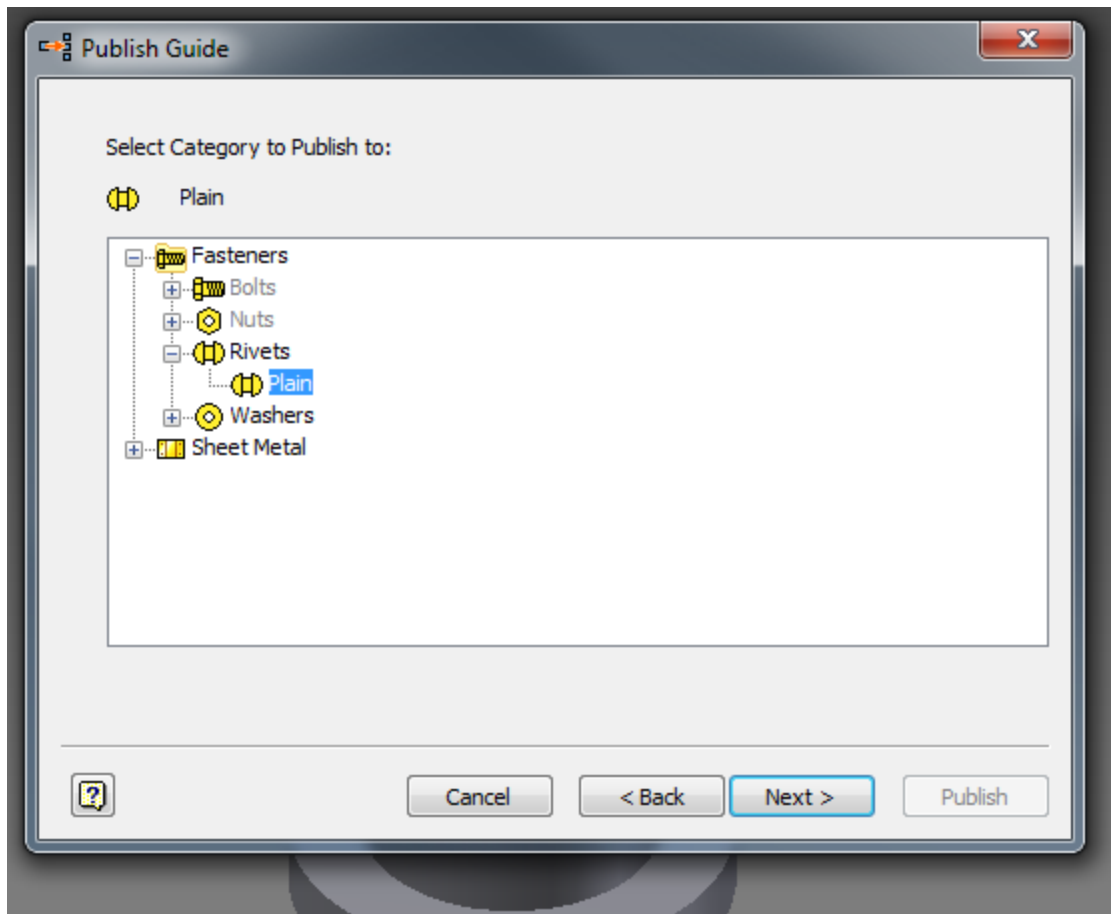 Publish Guide
Select Category to Publish to:
Plain
Fasteners
Bolts
Nuts
Rivets
Plain
Washers
Sheet Metal
Cancel
< Back
Next >
Publish